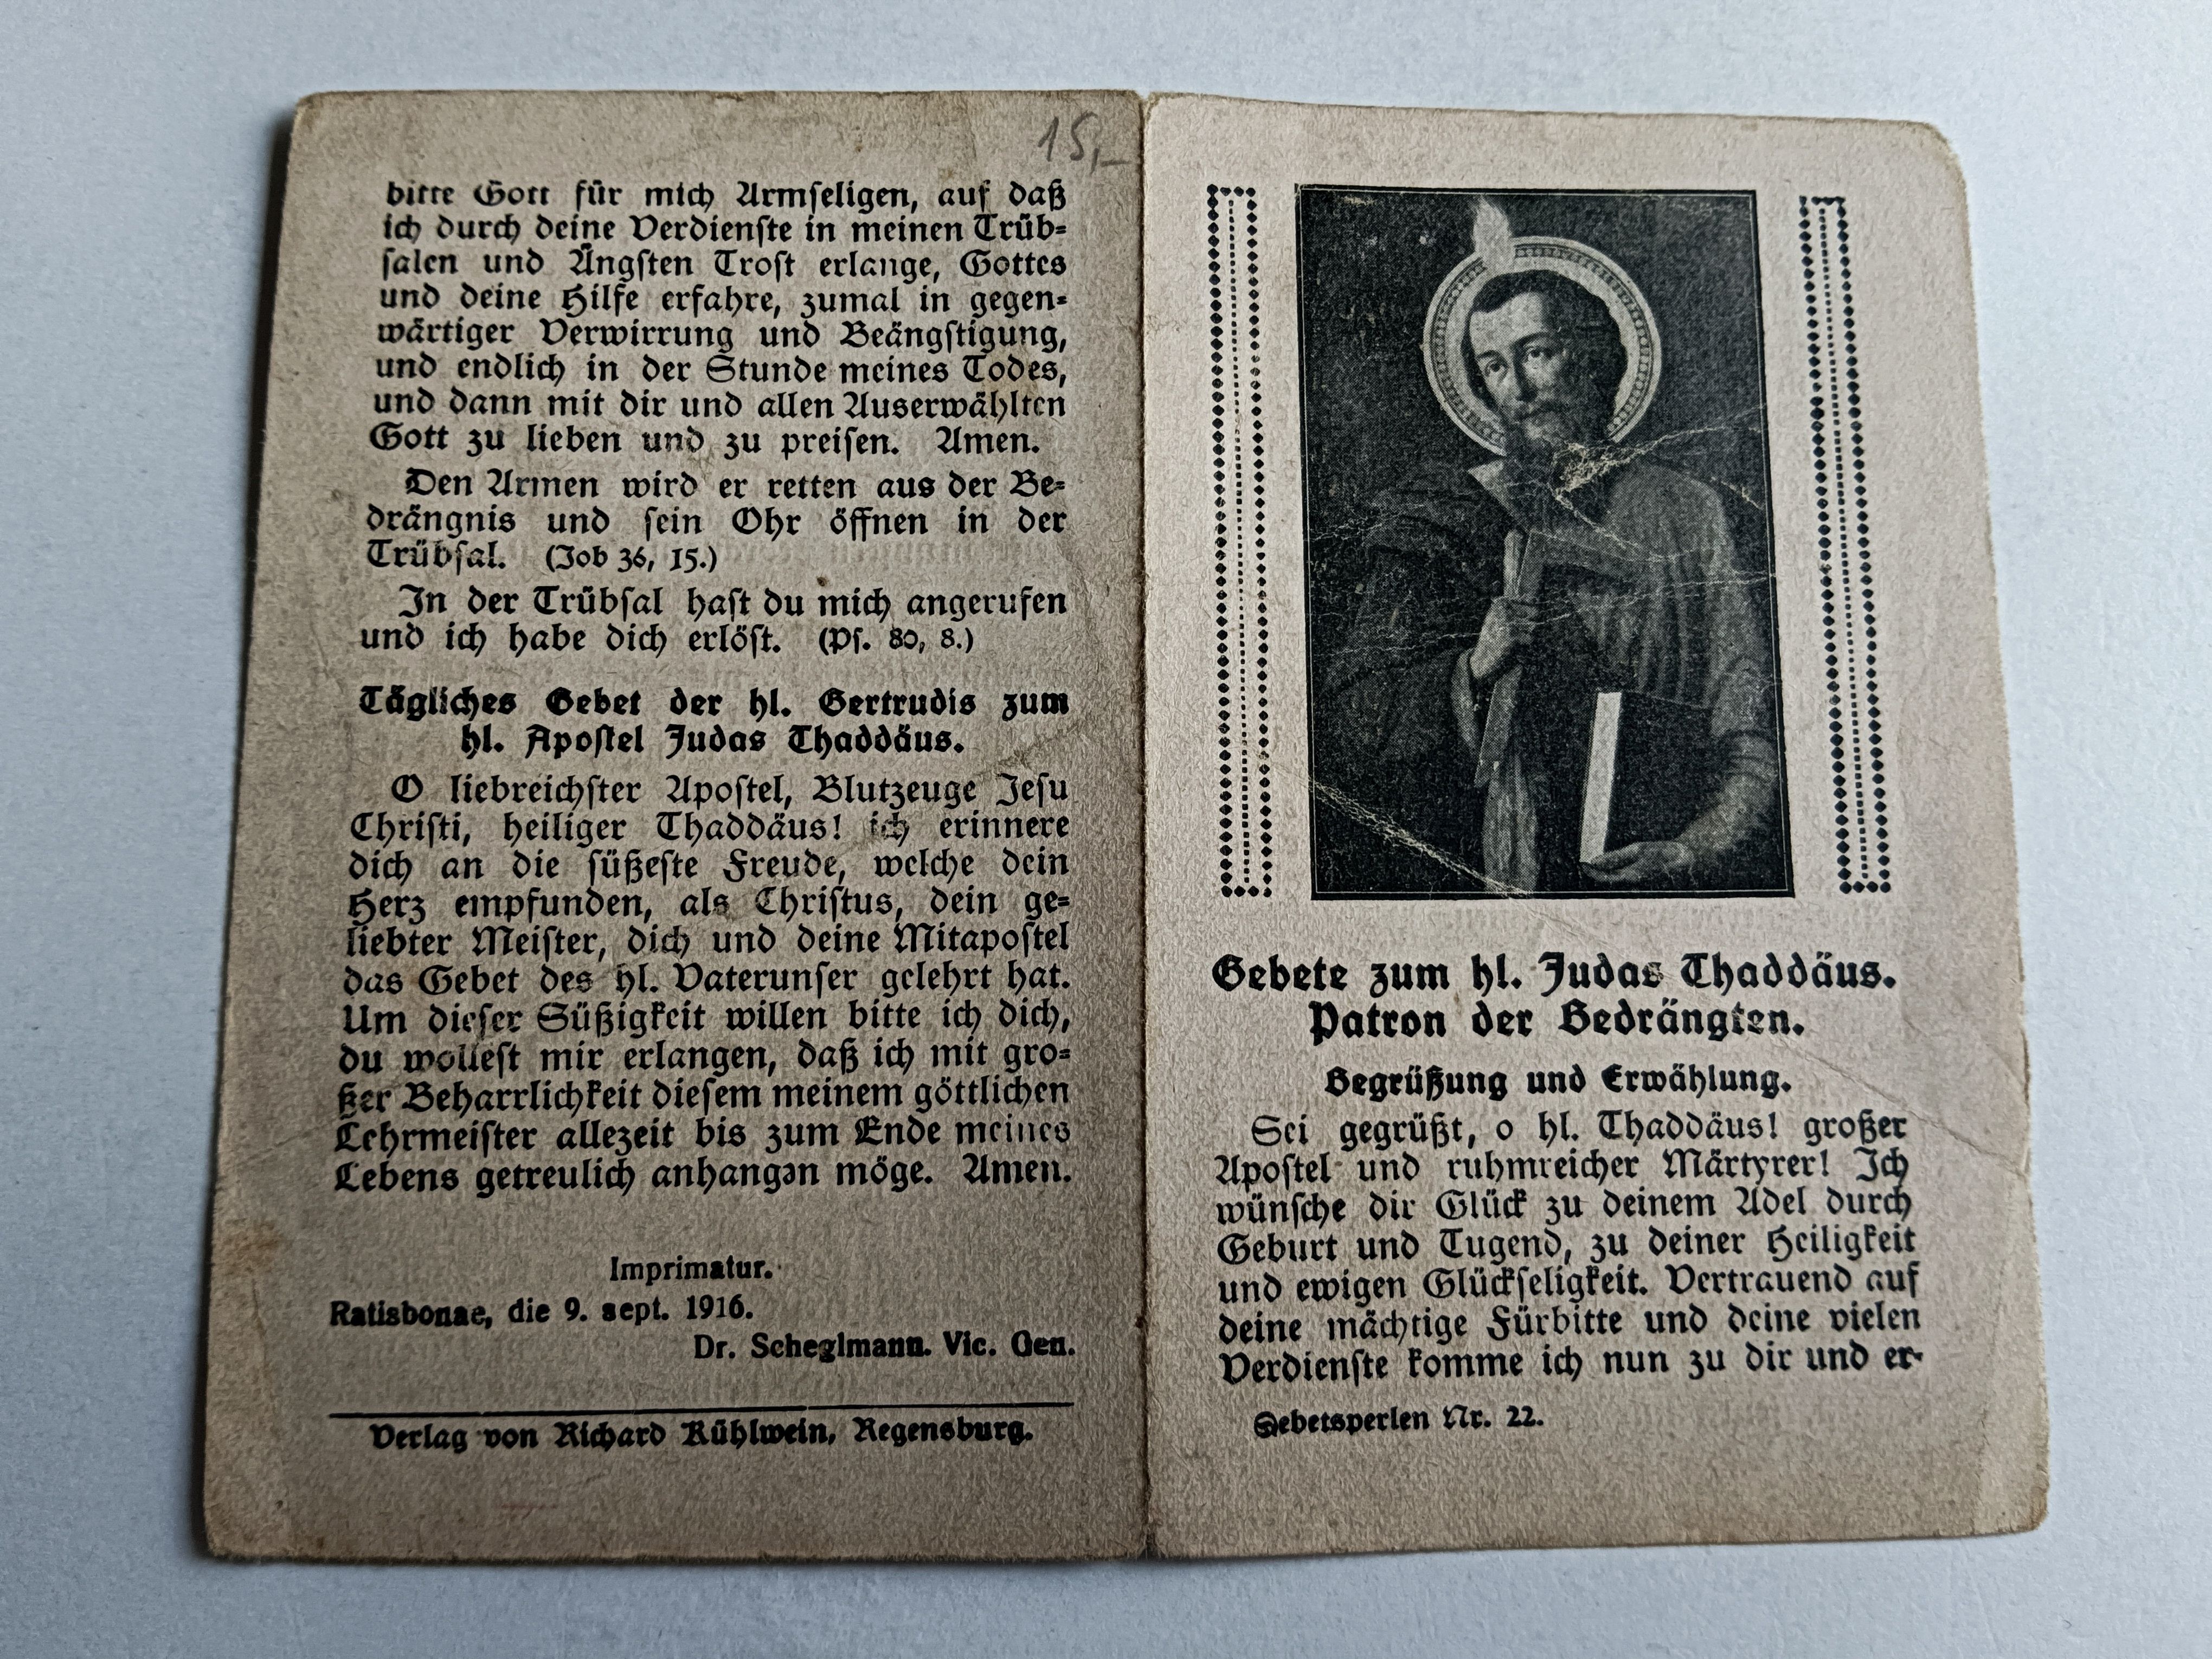 15,-
bitte Gott für mich Armseligen, auf daß
ich durch deine Verdienste in meinen Trüb-
salen und Ängsten Trost erlange, Gottes
und deine Hilfe erfahre, zumal in gegen-
wärtiger Verwirrung und Beängstigung,
und endlich in der Stunde meines Todes,
und dann mit dir und allen Auserwählten
Gott zu lieben und zu preisen. Amen.
Den Armen wird er retten aus der Be-
drängnis und sein Ohr öffnen in der
Trübsal. (Job 36, 15.)
In der Trübsal hast du mich angerufen
und ich habe dich erlöst. (Ps. 80, 8.)
Tägliches Gebet der hl. Gertrudis zum
hl. Apostel Judas Thaddäus.
O liebreichster Apostel, Blutzeuge Jesu
Christi, heiliger Thaddäus! ich erinnere
dich an die süßeste Freude, welche dein
Herz empfunden, als Christus, dein ge-
liebter Meister, dich und deine Mitapostel
das Gebet des hl. Vaterunser gelehrt hat.
Um dieser Süßigkeit willen bitte ich dich,
du wollest mir erlangen, daß ich mit gro-
ßer Beharrlichkeit diesem meinem göttlichen
Lehrmeister allezeit bis zum Ende meines
Lebens getreulich anhangen möge. Amen.
Imprimatur.
Ratisbonae, die 9. sept. 1916.
Dr. Scheglmann. Vic. Gen.
Verlag von Richard Kühlwein, Regensburg.
Gebete zum hl. Judas Thaddäus.
Patron der Bedrängten.
Begrüßung und Erwählung.
Sei gegrüßt, o hl. Thaddäus! großer
Apostel und ruhmreicher Märtyrer! Ich
wünsche dir Glück zu deinem Adel durch
Geburt und Tugend, zu deiner Heiligkeit
und ewigen Glückseligkeit. Vertrauend auf
deine mächtige Fürbitte und deine vielen
Verdienste komme ich nun zu dir und er-
Gebetsperlen Nr. 22.